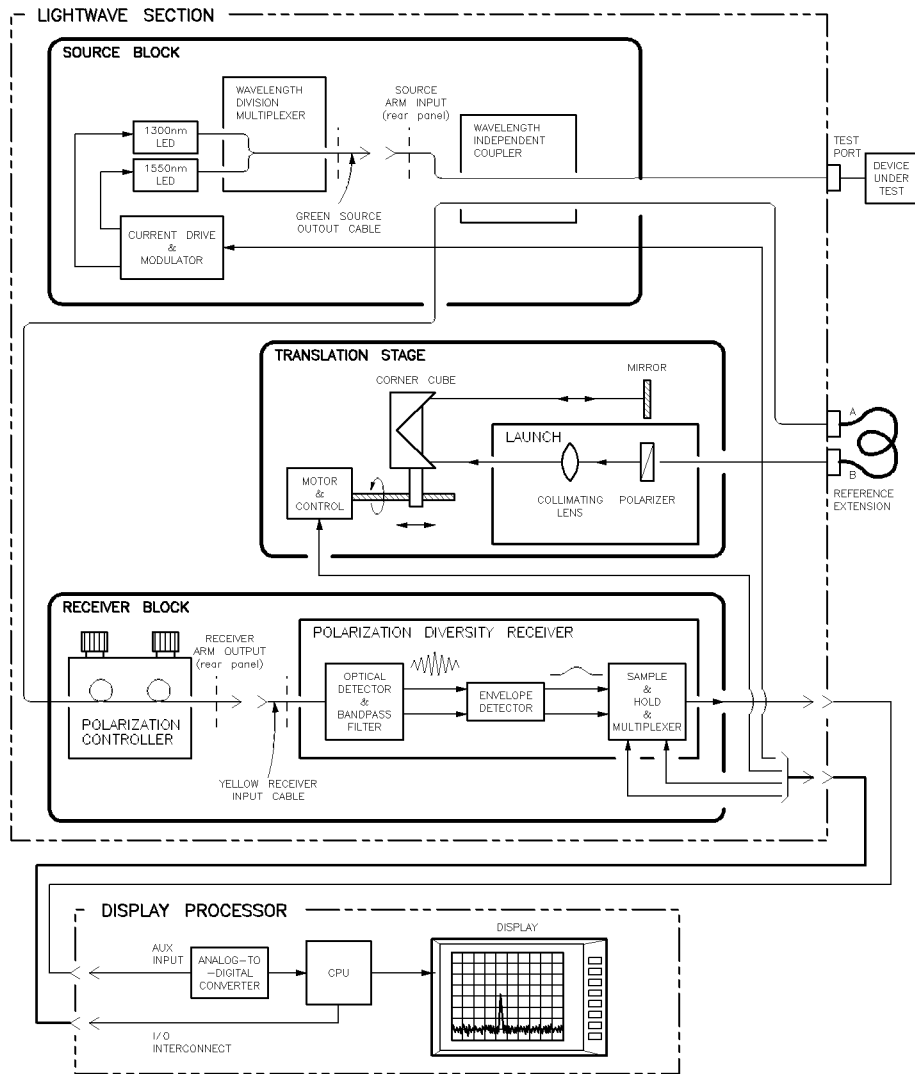 LIGHTWAVE SECTION
SOURCE BLOCK
WAVELENGTH
DIVISION
MULTIPLEXER
SOURCE
ARM INPUT
(rear panel)
1300nm
LED
1550nm
LED
WAVELENGTH
INDEPENDENT
COUPLER
TEST
PORT
DEVICE
UNDER
TEST
GREEN SOURCE
OUTOUT CABLE
CURRENT DRIVE
&
MODULATOR
TRANSLATION STAGE
CORNER CUBE
MIRROR
LAUNCH
A
B
MOTOR
&
CONTROL
COLLIMATING
LENS
POLARIZER
REFERENCE
EXTENSION
RECEIVER BLOCK
RECEIVER
ARM OUTPUT
(rear panel)
POLARIZATION DIVERSITY RECEIVER
OPTICAL
DETECTOR
&
BANDPASS
FILTER
ENVELOPE
DETECTOR
SAMPLE
&
HOLD
&
MULTIPLEXER
POLARIZATION
CONTROLLER
YELLOW RECEIVER
INPUT CABLE
DISPLAY PROCESSOR
DISPLAY
AUX
INPUT
ANALOG-TO
-DIGITAL
CONVERTER
CPU
I/O
INTERCONNECT